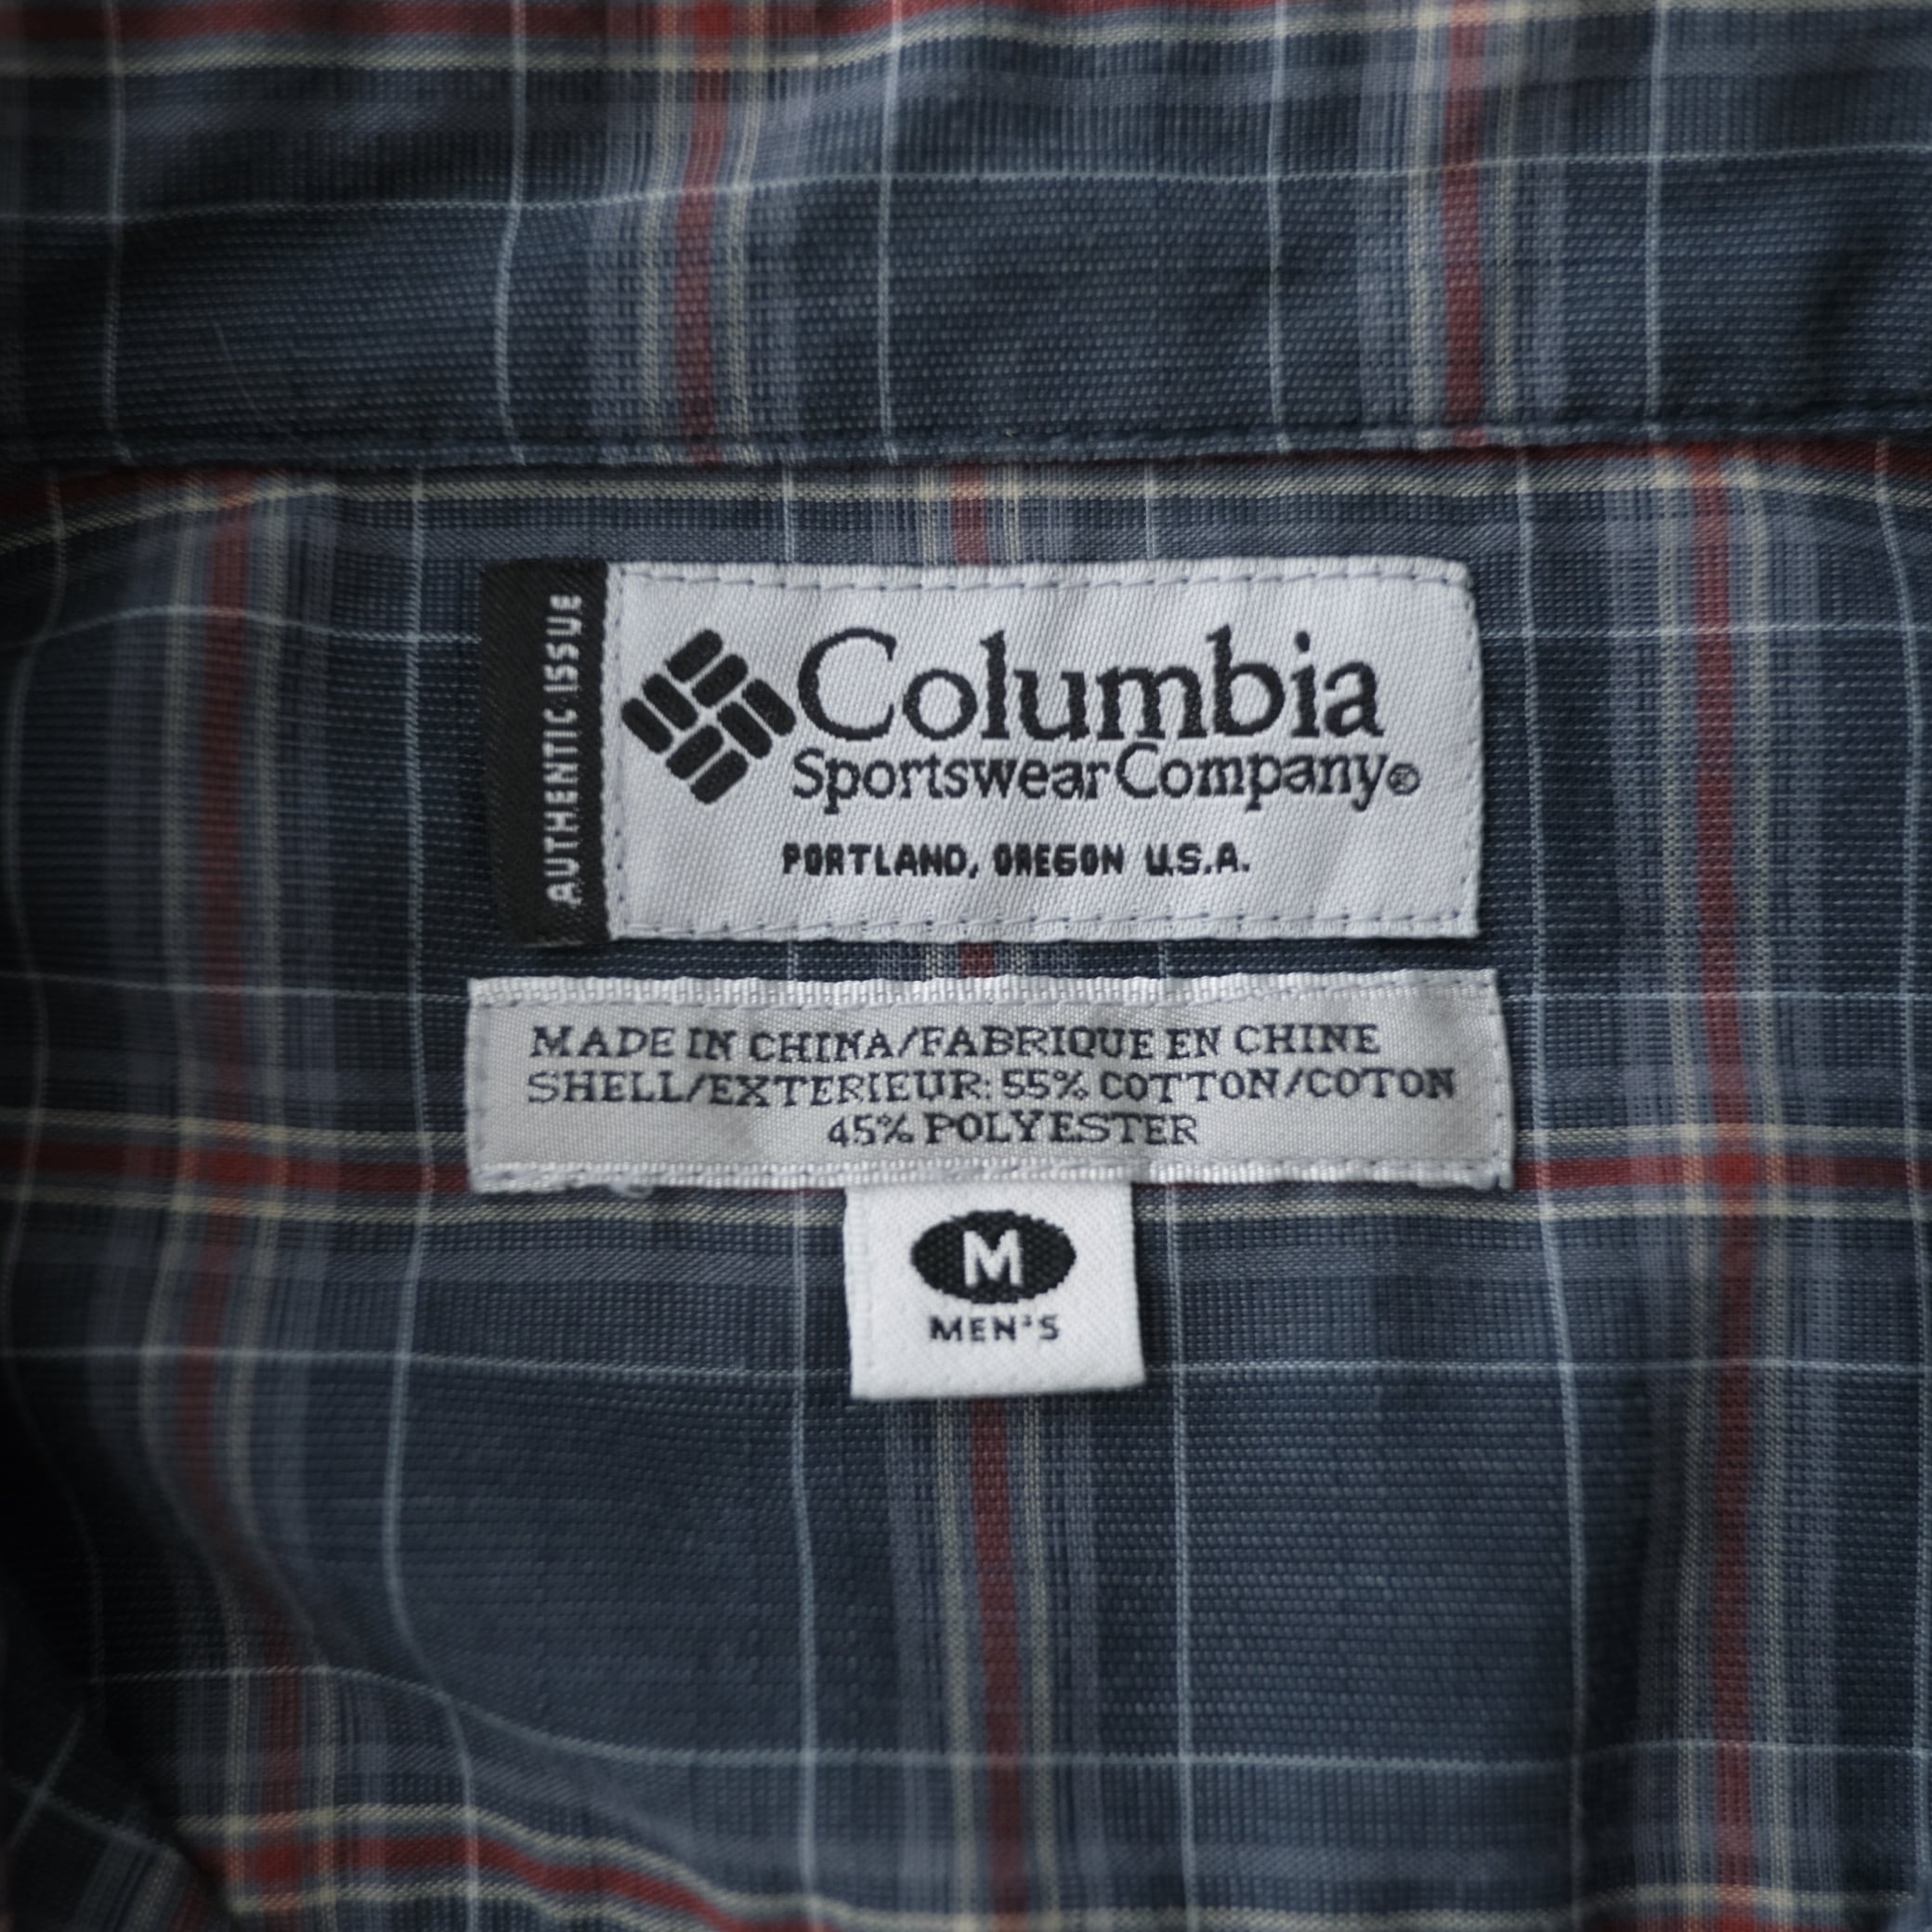 AUTHENTIC ISSUE
Columbia
Sportswear Company®
PORTLAND, OREGON U.S.A.
MADE IN CHINA/FABRIQUE EN CHINE
SHELL/EXTERIEUR: 55% COTTON/COTON
45% POLYESTER
M
MEN'S